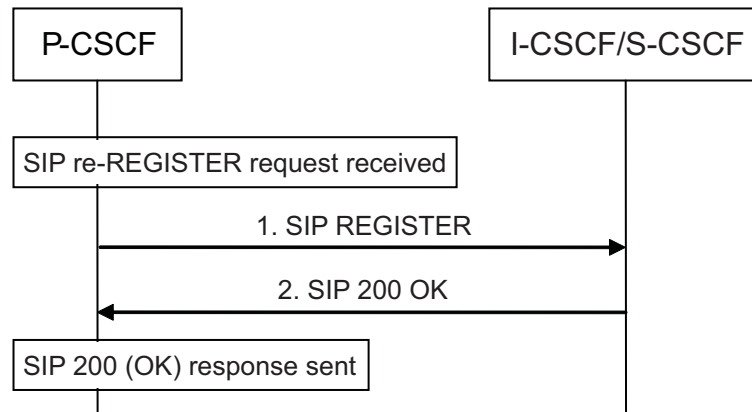 P-CSCF
I-CSCF/S-CSCF
SIP re-REGISTER request received
1. SIP REGISTER
2. SIP 200 OK
SIP 200 (OK) response sent